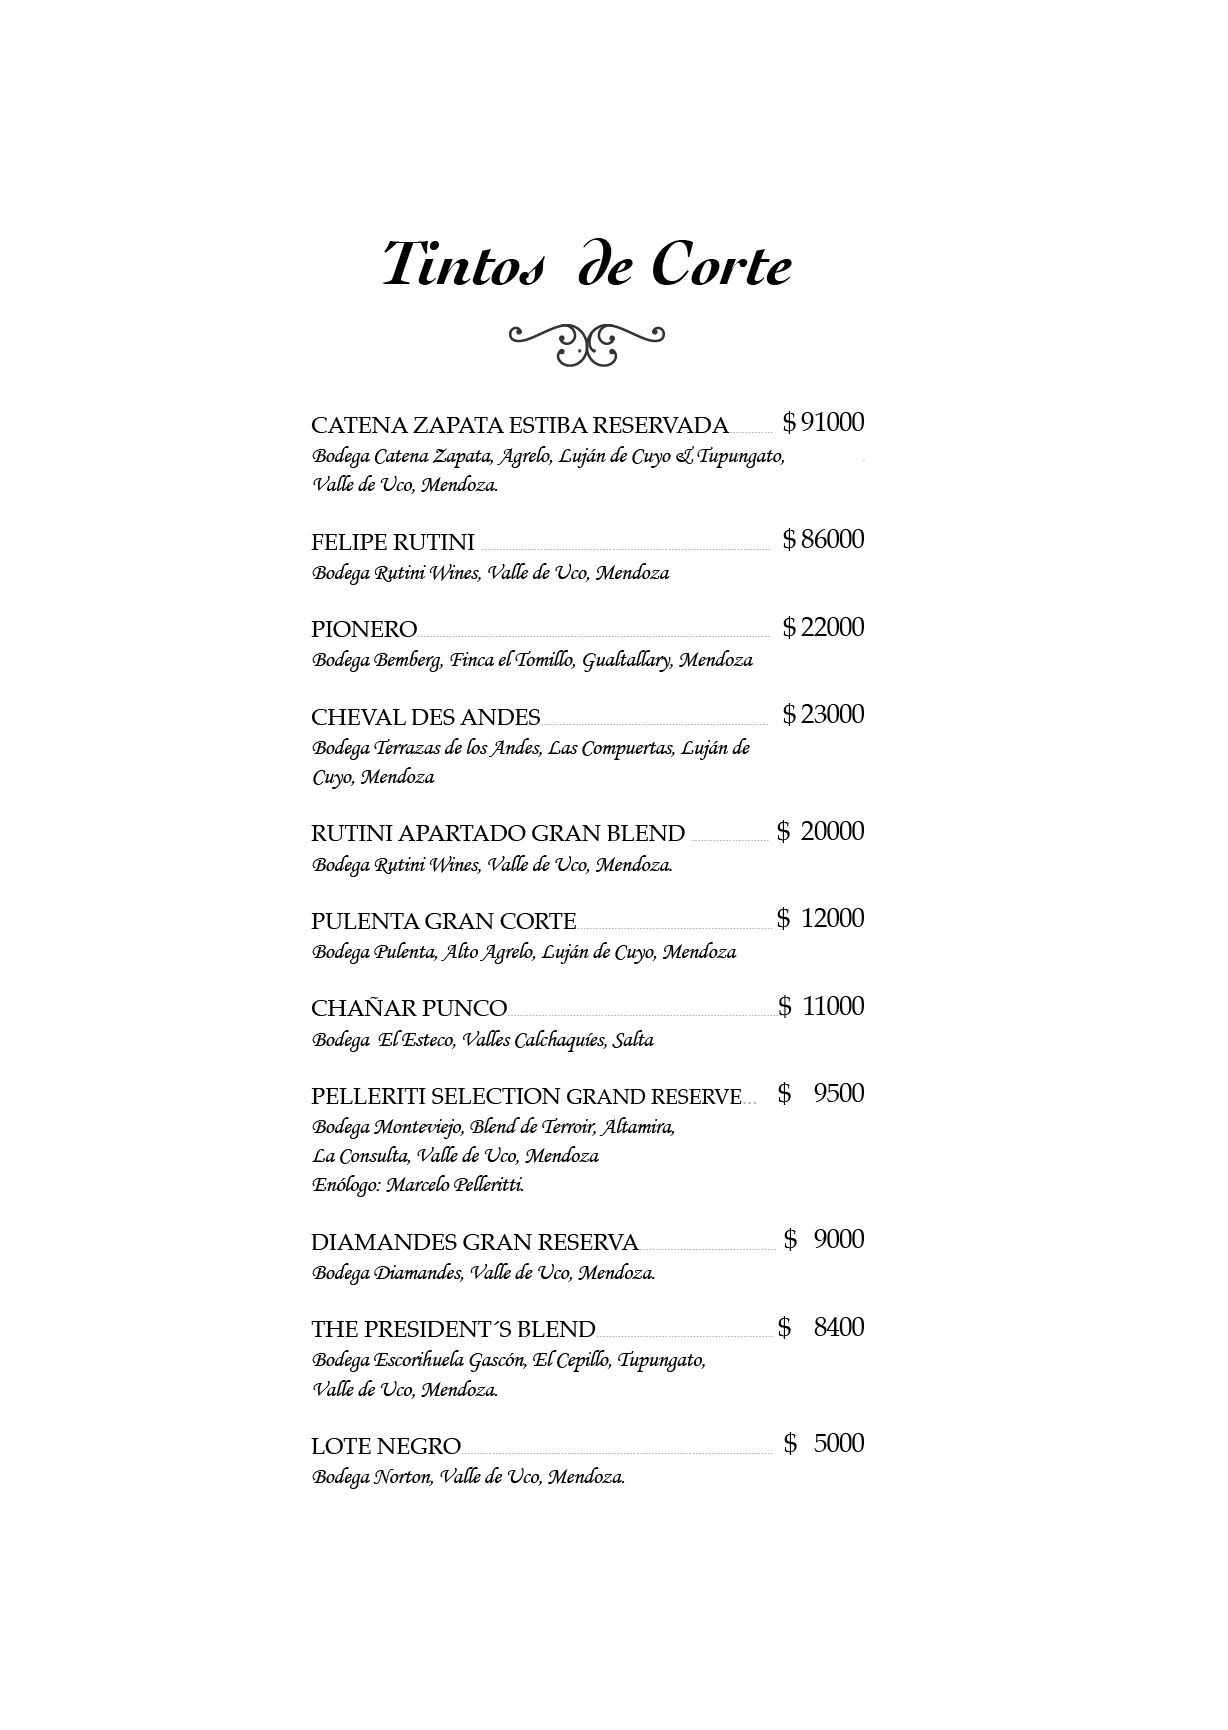 Tintos de Corte
CATENA ZAPATA ESTIBA RESERVADA............ $ 91000
Bodega Catena Zapata, Agrelo, Luján de Cuyo & Tupungato,
Valle de Uco, Mendoza.
FELIPE RUTINI ............ $ 86000
Bodega Rutini Wines, Valle de Uco, Mendoza
PIONERO............ $ 22000
Bodega Bemberg, Finca el Tomillo, Gualtallary, Mendoza
CHEVAL DES ANDES............ $ 23000
Bodega Terrazas de los Andes, Las Compuertas, Luján de
Cuyo, Mendoza
RUTINI APARTADO GRAN BLEND ............ $ 20000
Bodega Rutini Wines, Valle de Uco, Mendoza.
PULENTA GRAN CORTE............ $ 12000
Bodega Pulenta, Alto Agrelo, Luján de Cuyo, Mendoza
CHAÑAR PUNCO............ $ 11000
Bodega El Esteco, Valles Calchaquíes, Salta
PELLERITI SELECTION GRAND RESERVE... $ 9500
Bodega Monteviejo, Blend de Terroir, Altamira,
La Consulta, Valle de Uco, Mendoza
Enólogo: Marcelo Pelleritti.
DIAMANDES GRAN RESERVA............ $ 9000
Bodega Diamandes, Valle de Uco, Mendoza.
THE PRESIDENT´S BLEND............ $ 8400
Bodega Escorihuela Gascón, El Cepillo, Tupungato,
Valle de Uco, Mendoza.
LOTE NEGRO............ $ 5000
Bodega Norton, Valle de Uco, Mendoza.